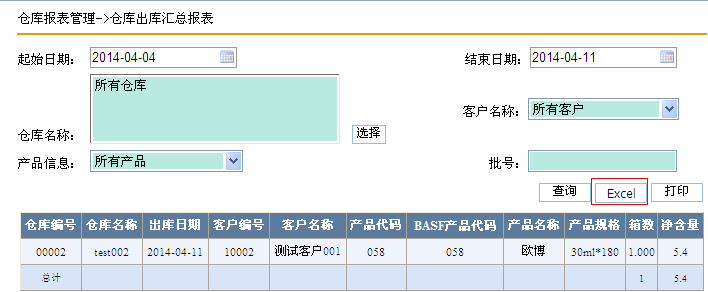 仓库报表管理->仓库出库汇总报表
起始日期： 2014-04-04 结束日期： 2014-04-11
所有仓库
仓库名称： 选择 客户名称： 所有客户
产品信息： 所有产品 批号：
查询 Excel 打印
仓库编号 仓库名称 出库日期 客户编号 客户名称 产品代码 BASF产品代码 产品名称 产品规格 箱数 净含量
00002 test002 2014-04-11 10002 测试客户001 058 058 欧博 30ml*180 1.000 5.4
总计 1 5.4